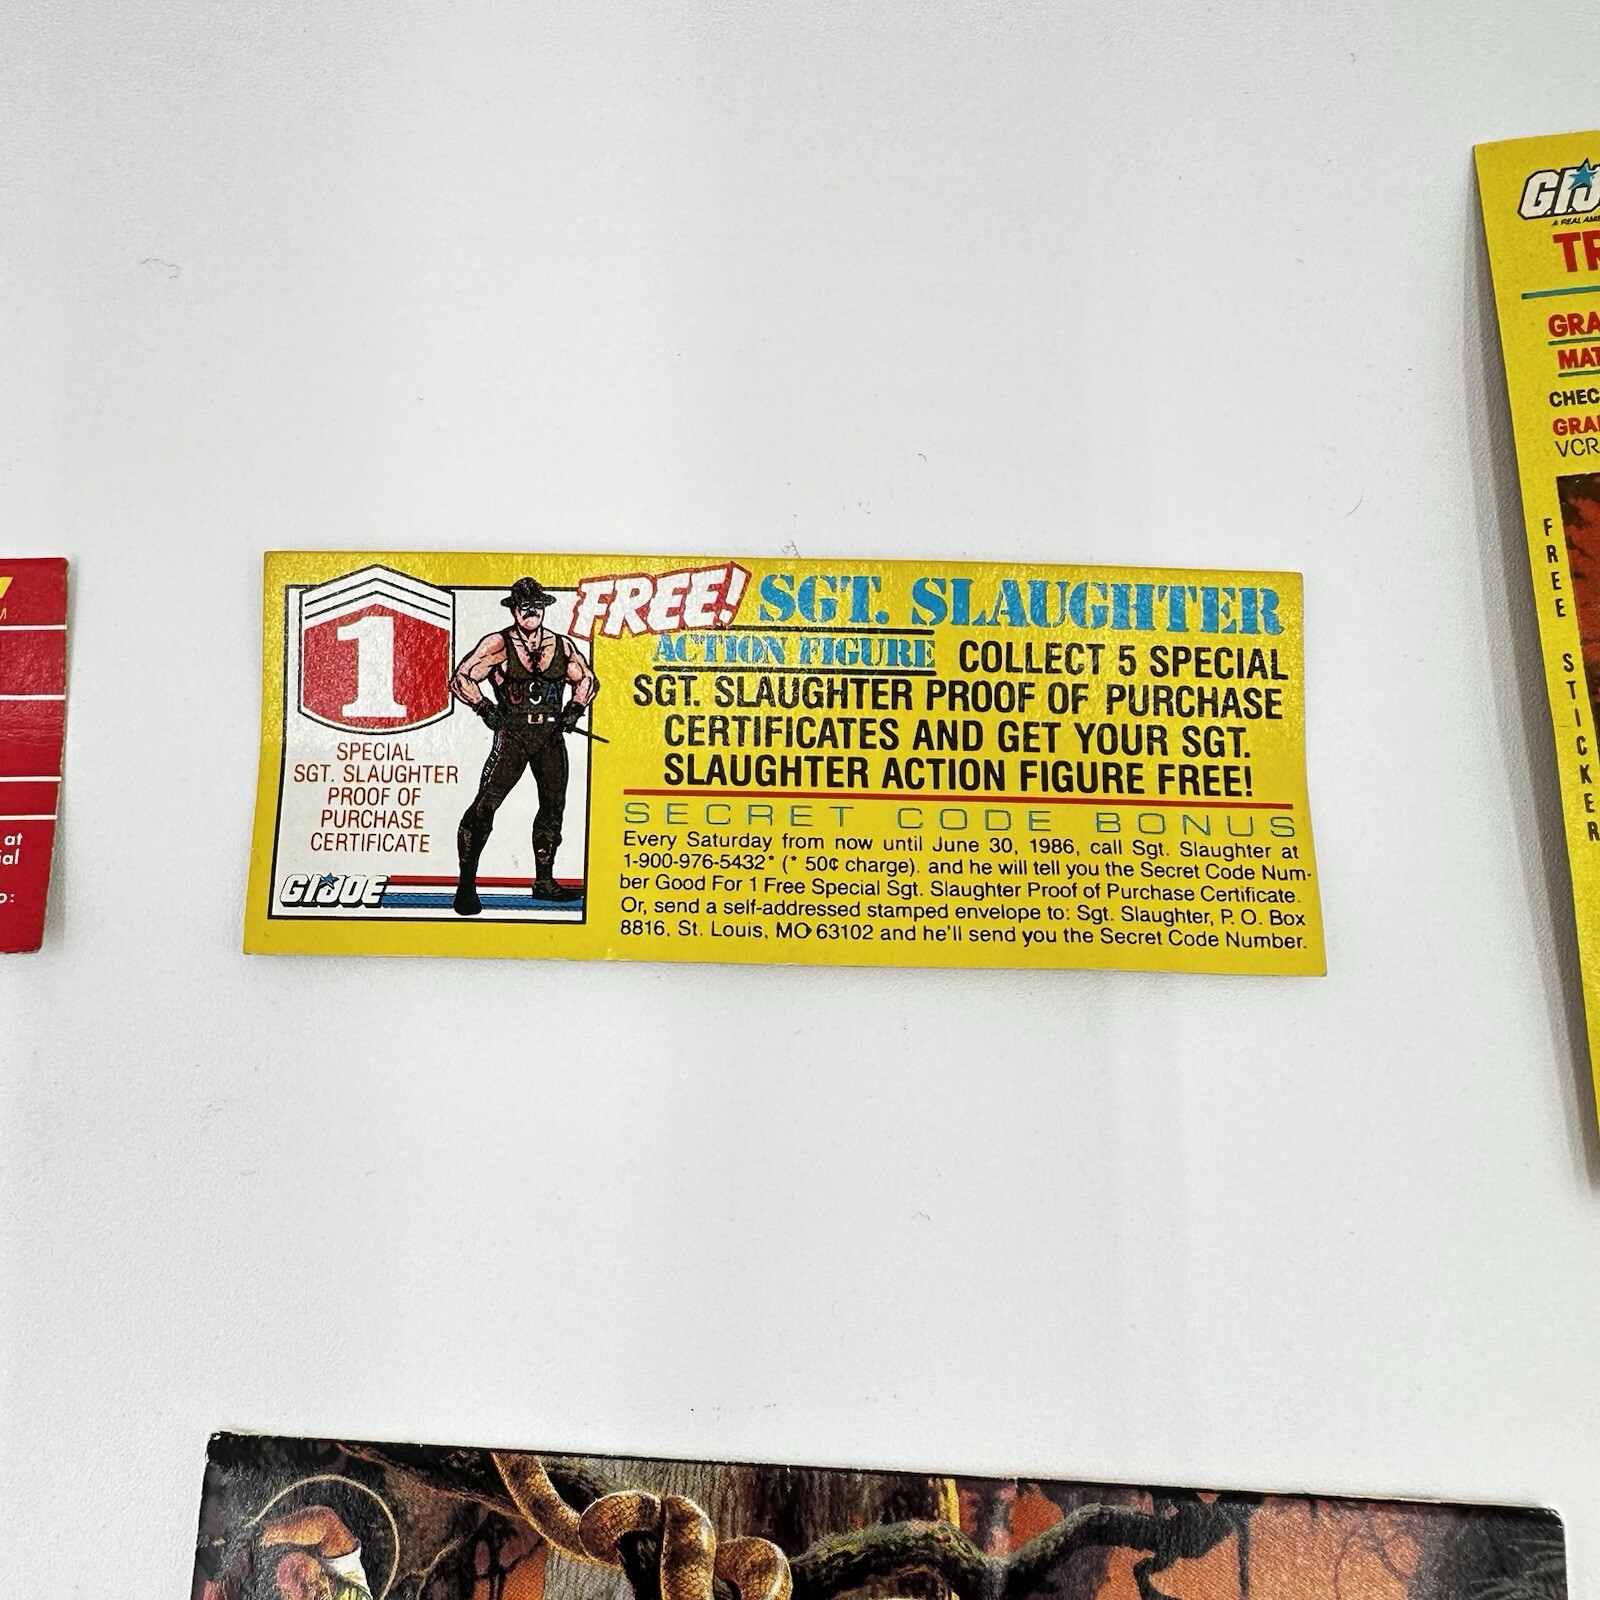 1
SPECIAL
SGT. SLAUGHTER
PROOF OF
PURCHASE
CERTIFICATE
GI JOE
USA
FREE! SGT. SLAUGHTER
ACTION FIGURE COLLECT 5 SPECIAL
SGT. SLAUGHTER PROOF OF PURCHASE
CERTIFICATES AND GET YOUR SGT.
SLAUGHTER ACTION FIGURE FREE!
SECRET CODE BONUS
Every Saturday from now until June 30, 1986, call Sgt. Slaughter at
1-900-976-5432* (* 50¢ charge). and he will tell you the Secret Code Num-
ber Good For 1 Free Special Sgt. Slaughter Proof of Purchase Certificate.
Or, send a self-addressed stamped envelope to: Sgt. Slaughter, P.O. Box
8816, St. Louis, MO 63102 and he'll send you the Secret Code Number.
at
FREE STICKER
VCR